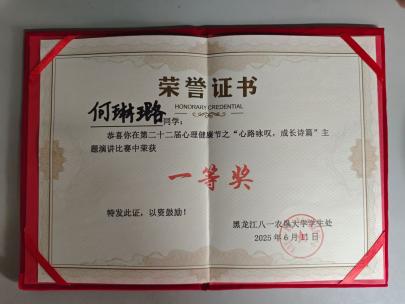 荣誉证书
HONORARY CREDENTIAL
何琳璐同学:
恭喜你在第二十二届心理健康节之“心路咏叹,成长诗篇”主
题演讲比赛中荣获
一等奖
特发此证,以资鼓励!
黑龙江八一农垦大学学生处
2025年6月11日